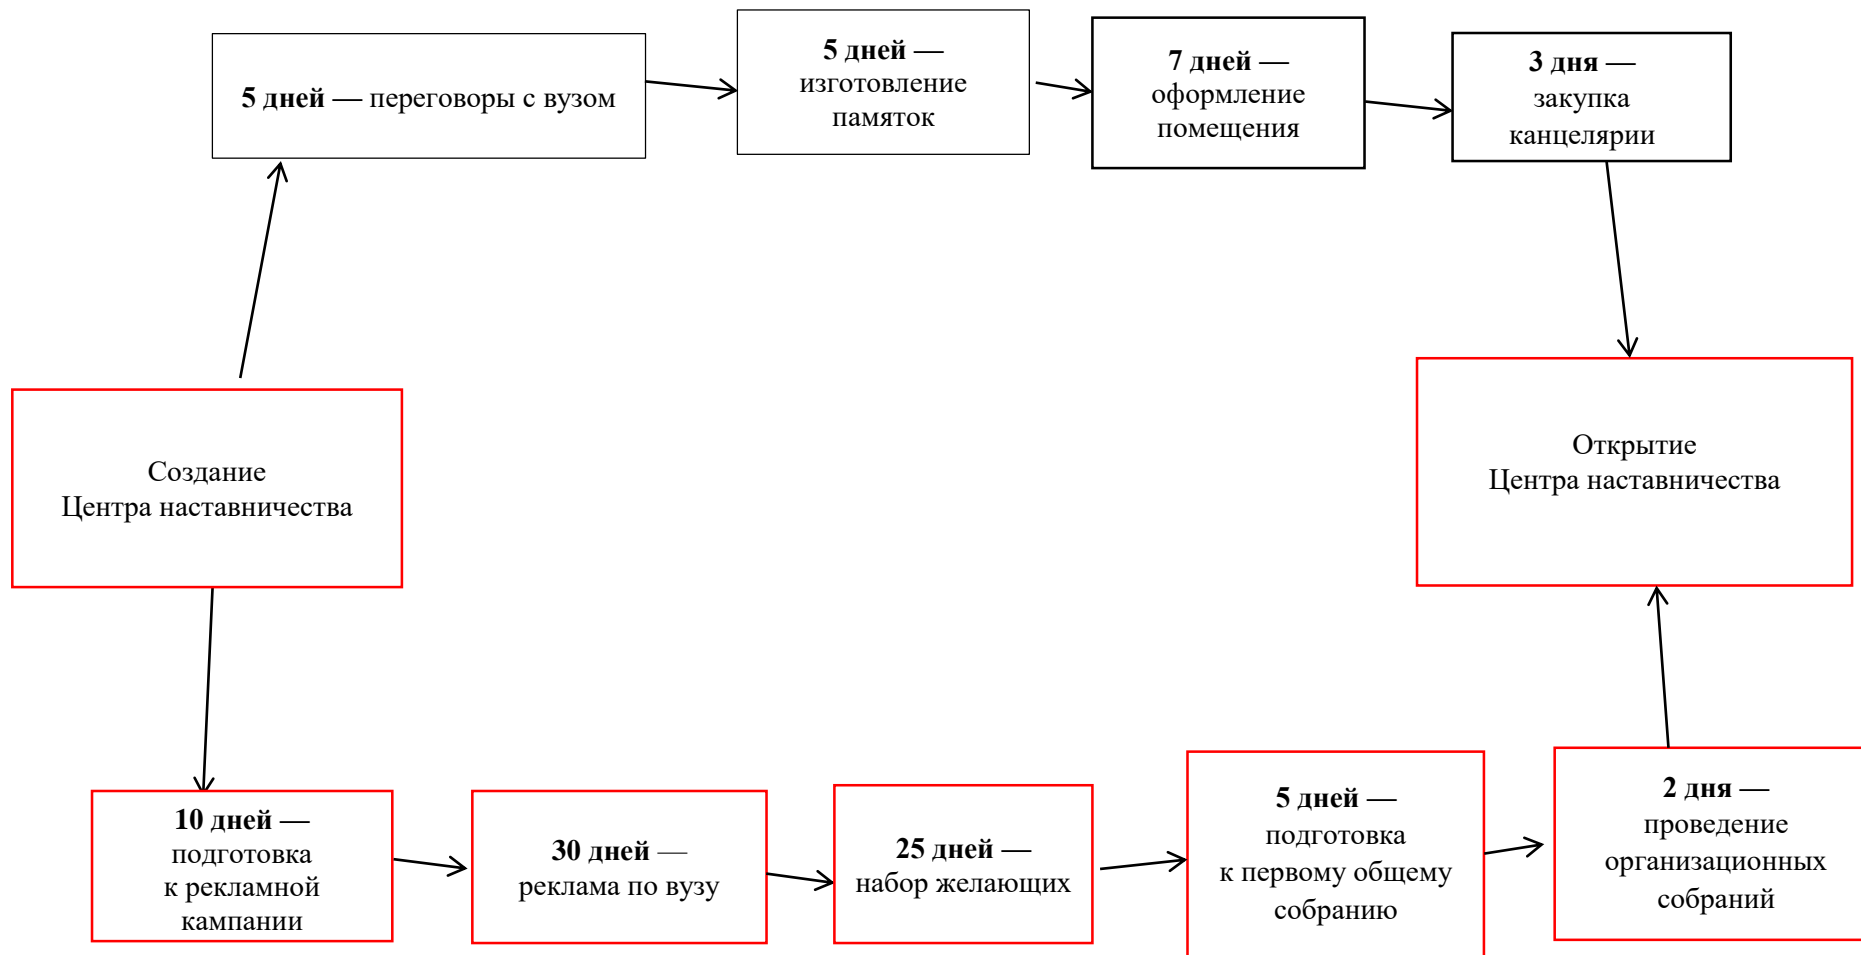 5 дней — переговоры с вузом
5 дней —
изготовление
памяток
7 дней —
оформление
помещения
3 дня —
закупка
канцелярии
Создание
Центра наставничества
Открытие
Центра наставничества
10 дней —
подготовка
к рекламной
кампании
30 дней —
реклама по вузу
25 дней —
набор желающих
5 дней —
подготовка
к первому общему
собранию
2 дня —
проведение
организационных
собраний